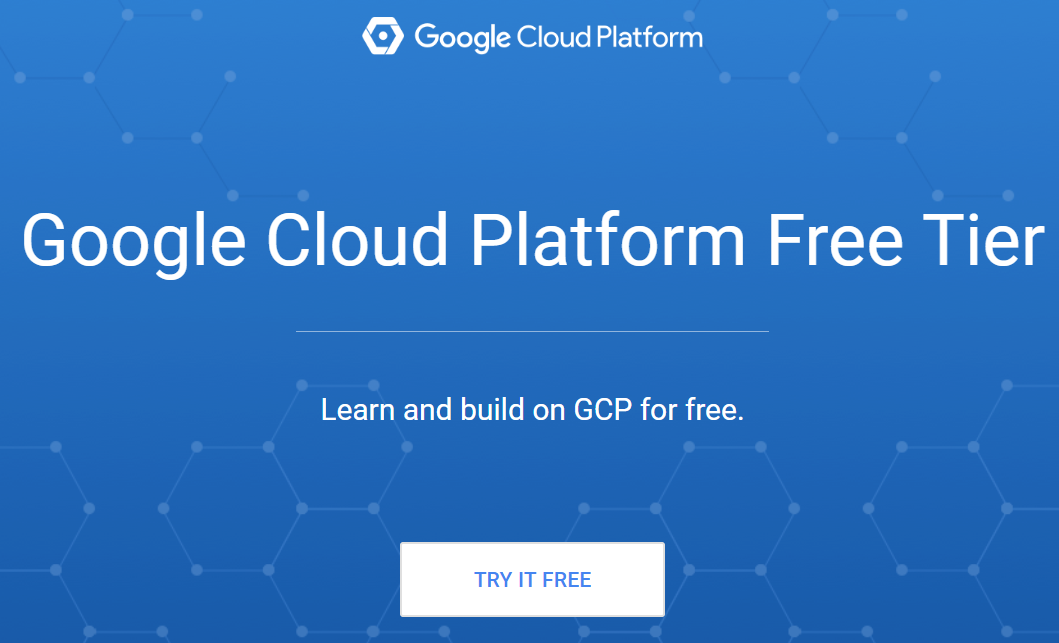 Google Cloud Platform
Google Cloud Platform Free Tier
Learn and build on GCP for free.
TRY IT FREE